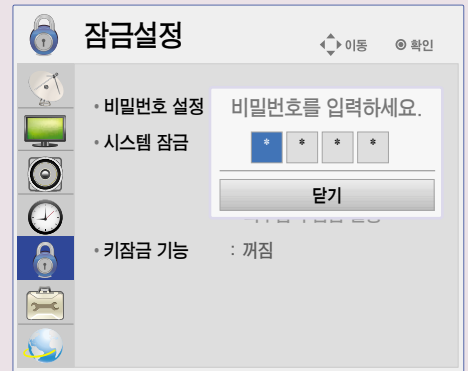 잠금설정
이동 ◉ 확인
• 비밀번호 설정
• 시스템 잠금
비밀번호를 입력하세요.
* * * *
닫기
• 키잠금 기능 : 꺼짐